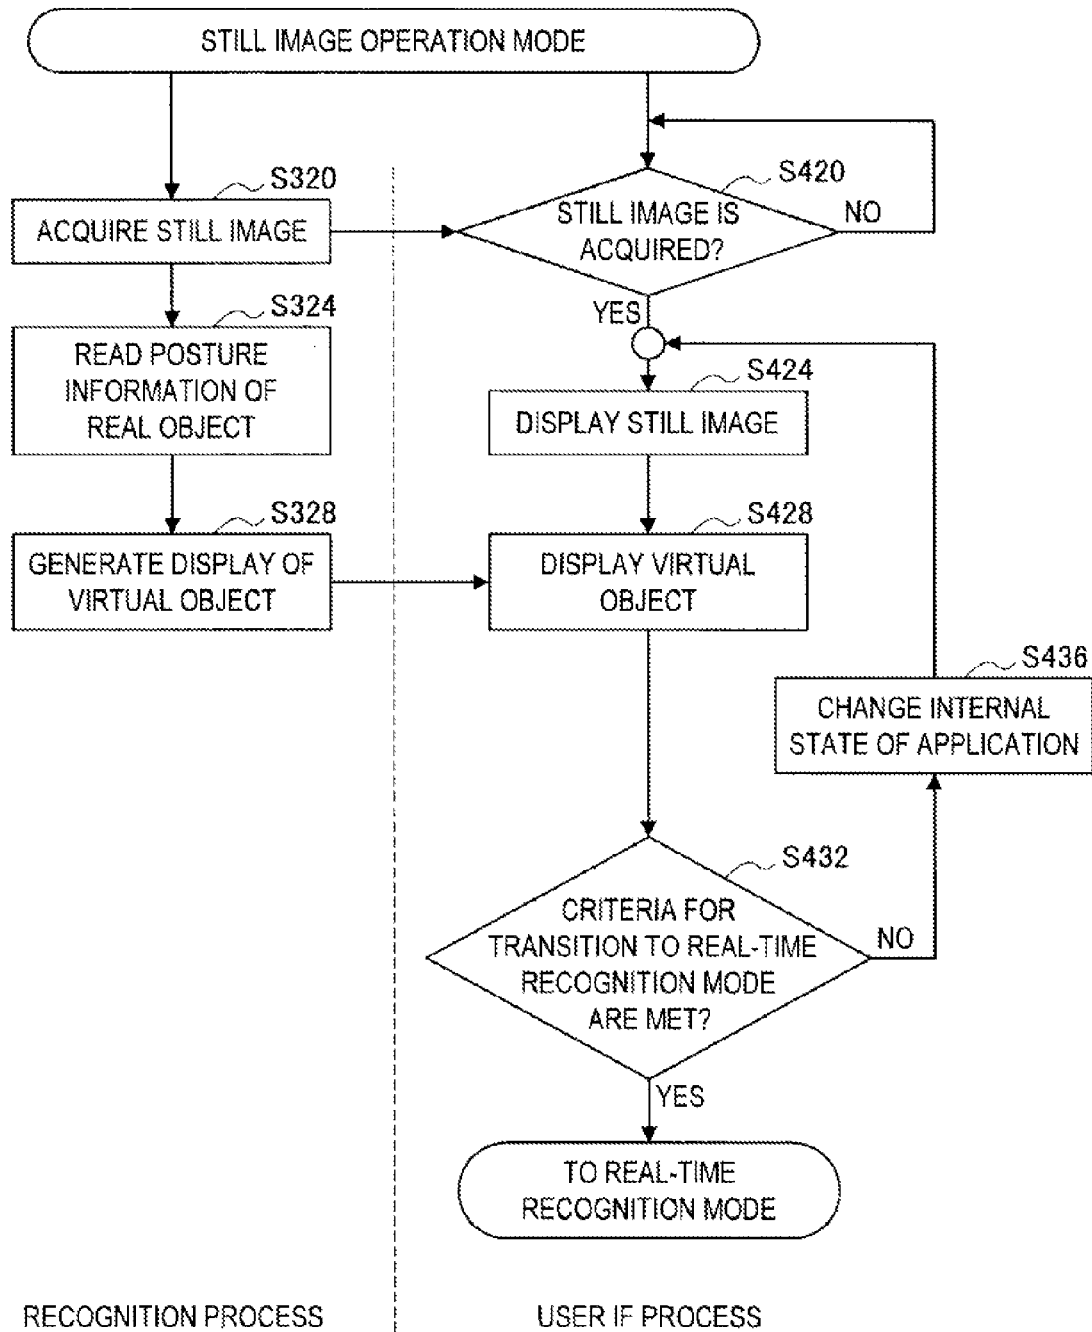 STILL IMAGE OPERATION MODE
S320
ACQUIRE STILL IMAGE
S420
STILL IMAGE IS
ACQUIRED?
NO
YES
S324
READ POSTURE
INFORMATION OF
REAL OBJECT
S424
DISPLAY STILL IMAGE
S328
GENERATE DISPLAY OF
VIRTUAL OBJECT
S428
DISPLAY VIRTUAL
OBJECT
S436
CHANGE INTERNAL
STATE OF APPLICATION
S432
CRITERIA FOR
TRANSITION TO REAL-TIME
RECOGNITION MODE
ARE MET?
NO
YES
TO REAL-TIME
RECOGNITION MODE
RECOGNITION PROCESS
USER IF PROCESS